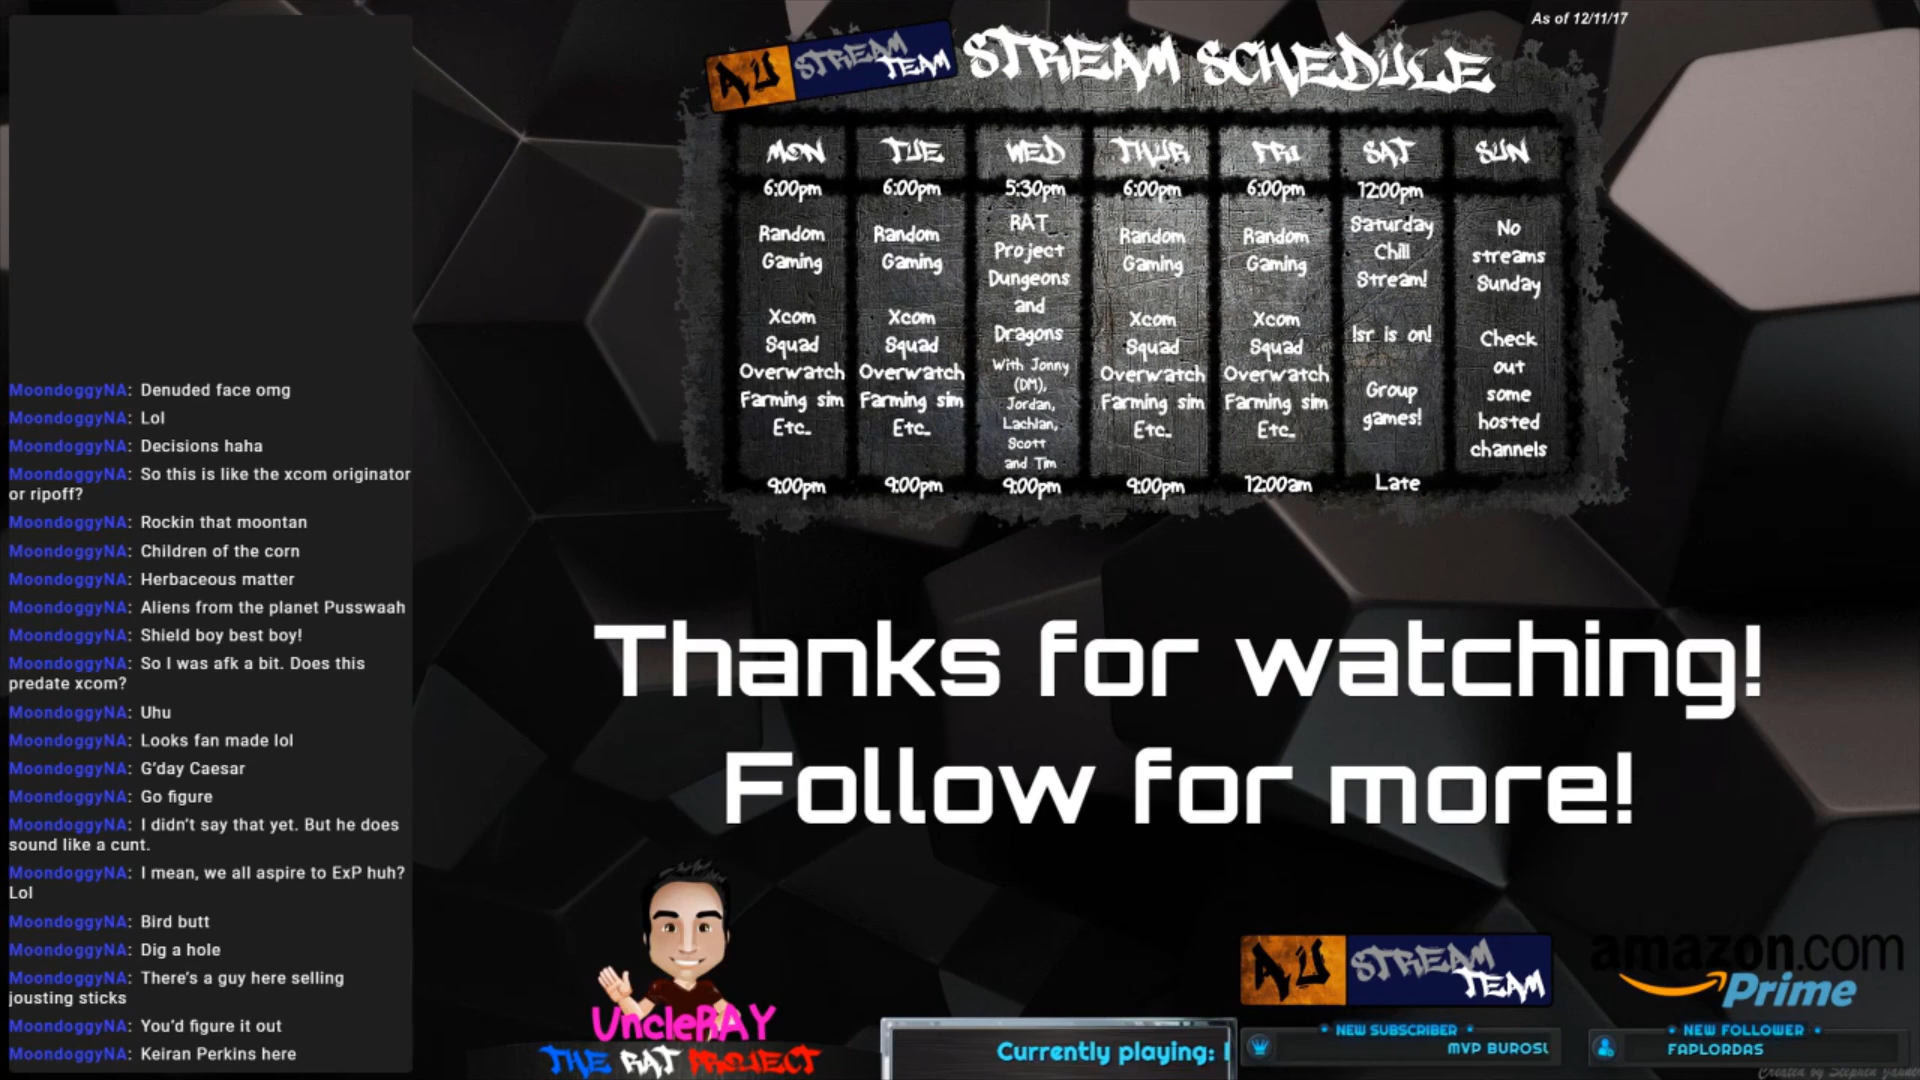 MoondoggyNA: Denuded face omg
MoondoggyNA: Lol
MoondoggyNA: Decisions haha
MoondoggyNA: So this is like the xcom originator
or ripoff?
MoondoggyNA: Rockin that moontan
MoondoggyNA: Children of the corn
MoondoggyNA: Herbaceous matter
MoondoggyNA: Aliens from the planet Pusswaah
MoondoggyNA: Shield boy best boy!
MoondoggyNA: So I was afk a bit. Does this
predate xcom?
MoondoggyNA: Uhu
MoondoggyNA: Looks fan made lol
MoondoggyNA: G'day Caesar
MoondoggyNA: Go figure
MoondoggyNA: I didn't say that yet. But he does
sound like a cunt.
MoondoggyNA: I mean, we all aspire to ExP huh?
Lol
MoondoggyNA: Bird butt
MoondoggyNA: Dig a hole
MoondoggyNA: There's a guy here selling
jousting sticks
MoondoggyNA: You'd figure it out
MoondoggyNA: Keiran Perkins here
As of 12/11/17
AU STREAM TEAM
STREAM SCHEDULE
MON
6:00pm
Random
Gaming
Xcom
Squad
Overwatch
Farming sim
Etc..
9:00pm
TUE
6:00pm
Random
Gaming
Xcom
Squad
Overwatch
Farming sim
Etc..
9:00pm
WED
5:30pm
RAT
Project
Dungeons
and
Dragons
With Jonny
(DM),
Jordan,
Lachlan,
Scott
and Tim
9:00pm
THUR
6:00pm
Random
Gaming
Xcom
Squad
Overwatch
Farming sim
Etc..
9:00pm
FRI
6:00pm
Random
Gaming
Xcom
Squad
Overwatch
Farming sim
Etc..
12:00am
SAT
12:00pm
Saturday
Chill
Stream!
!sr is on!
Group
games!
Late
SUN
No
streams
Sunday
Check
out
some
hosted
channels
Thanks for watching!
Follow for more!
UncleRAY
THE RAT PROJECT
Currently playing:
AU STREAM TEAM
amazon.com
Prime
NEW SUBSCRIBER
MVP BUROSU
NEW FOLLOWER
FAPLORDAS
Created by Stephen